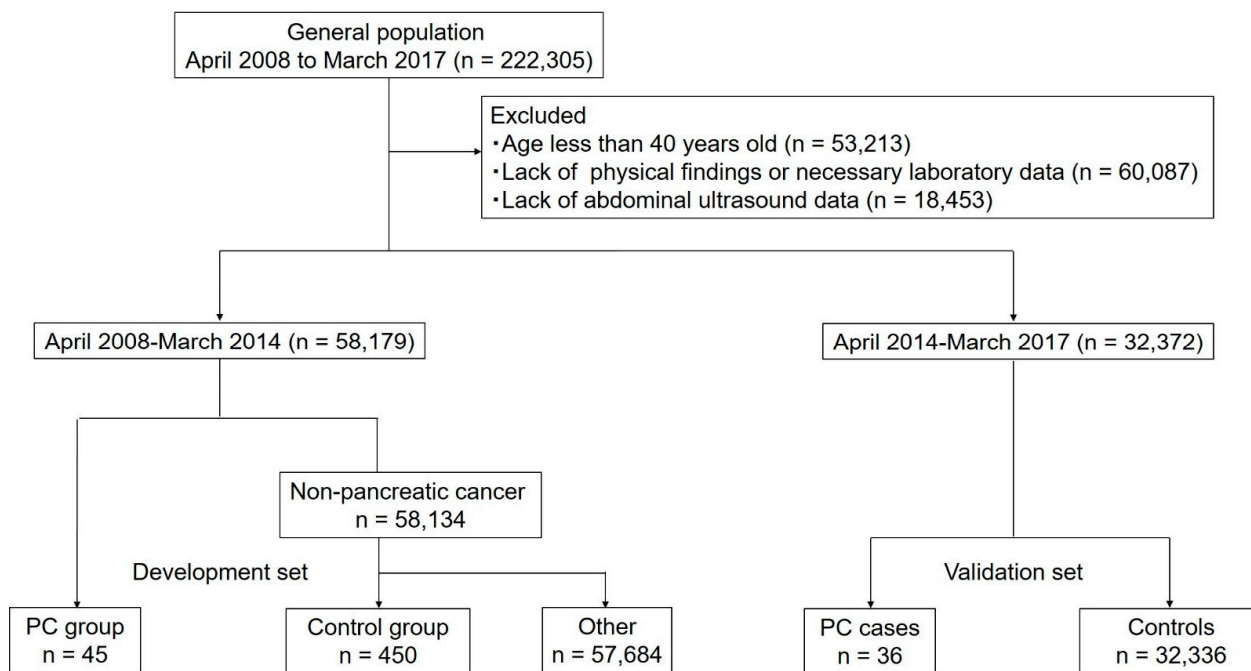 General population
April 2008 to March 2017 (n = 222,305)
Excluded
・Age less than 40 years old (n = 53,213)
・Lack of physical findings or necessary laboratory data (n = 60,087)
・Lack of abdominal ultrasound data (n = 18,453)
April 2008-March 2014 (n = 58,179)
April 2014-March 2017 (n = 32,372)
Non-pancreatic cancer
n = 58,134
Development set
Validation set
PC group
n = 45
Control group
n = 450
Other
n = 57,684
PC cases
n = 36
Controls
n = 32,336